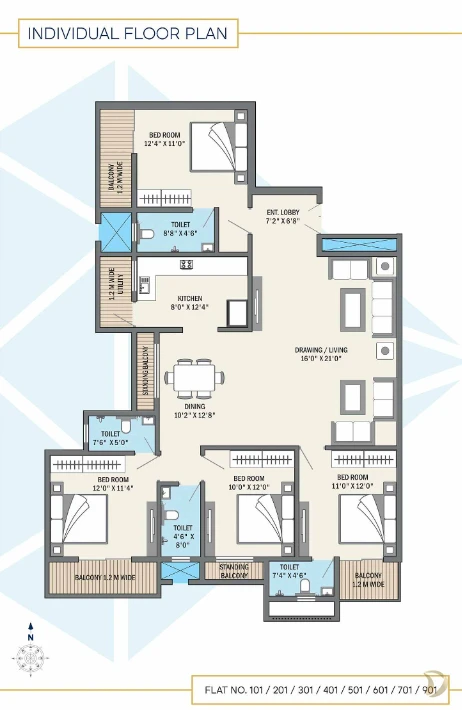 INDIVIDUAL FLOOR PLAN
BED ROOM
12'4" X 11'0"
BALCONY
1.2 M WIDE
ENT. LOBBY
7'2" X 6'8"
TOILET
8'8" X 4'6"
1.2 M WIDE
UTILITY
KITCHEN
8'0" X 12'4"
DRAWING / LIVING
16'0" X 21'0"
STANDING BALCONY
DINING
10'2" X 12'8"
TOILET
7'6" X 5'0"
BED ROOM
12'0" X 11'4"
BED ROOM
10'0" X 12'0"
BED ROOM
11'0" X 12'0"
TOILET
4'6" X
8'0"
BALCONY 1.2 M WIDE
STANDING
BALCONY
TOILET
7'4" X 4'6"
BALCONY
1.2 M WIDE
N
FLAT NO. 101 / 201 / 301 / 401 / 501 / 601 / 701 / 901